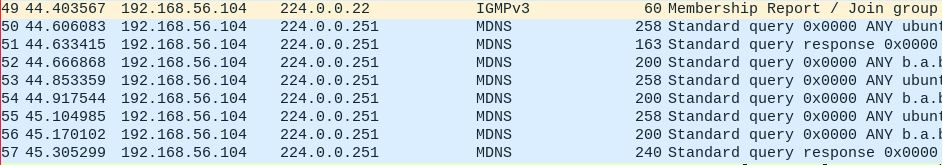 49 44.403567 192.168.56.104 224.0.0.22 IGMPv3 60 Membership Report / Join group
50 44.606083 192.168.56.104 224.0.0.251 MDNS 258 Standard query 0x0000 ANY ubunt
51 44.633415 192.168.56.104 224.0.0.251 MDNS 163 Standard query response 0x0000
52 44.666868 192.168.56.104 224.0.0.251 MDNS 200 Standard query 0x0000 ANY b.a.b
53 44.853359 192.168.56.104 224.0.0.251 MDNS 258 Standard query 0x0000 ANY ubunt
54 44.917544 192.168.56.104 224.0.0.251 MDNS 200 Standard query 0x0000 ANY b.a.b
55 45.104985 192.168.56.104 224.0.0.251 MDNS 258 Standard query 0x0000 ANY ubunt
56 45.170102 192.168.56.104 224.0.0.251 MDNS 200 Standard query 0x0000 ANY b.a.b
57 45.305299 192.168.56.104 224.0.0.251 MDNS 240 Standard query response 0x0000